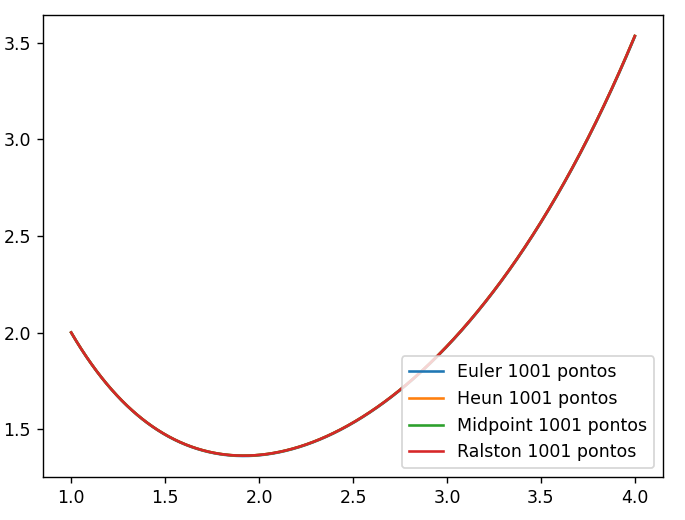 3.5
3.0
2.5
2.0
1.5
Euler 1001 pontos
Heun 1001 pontos
Midpoint 1001 pontos
Ralston 1001 pontos
1.0 1.5 2.0 2.5 3.0 3.5 4.0